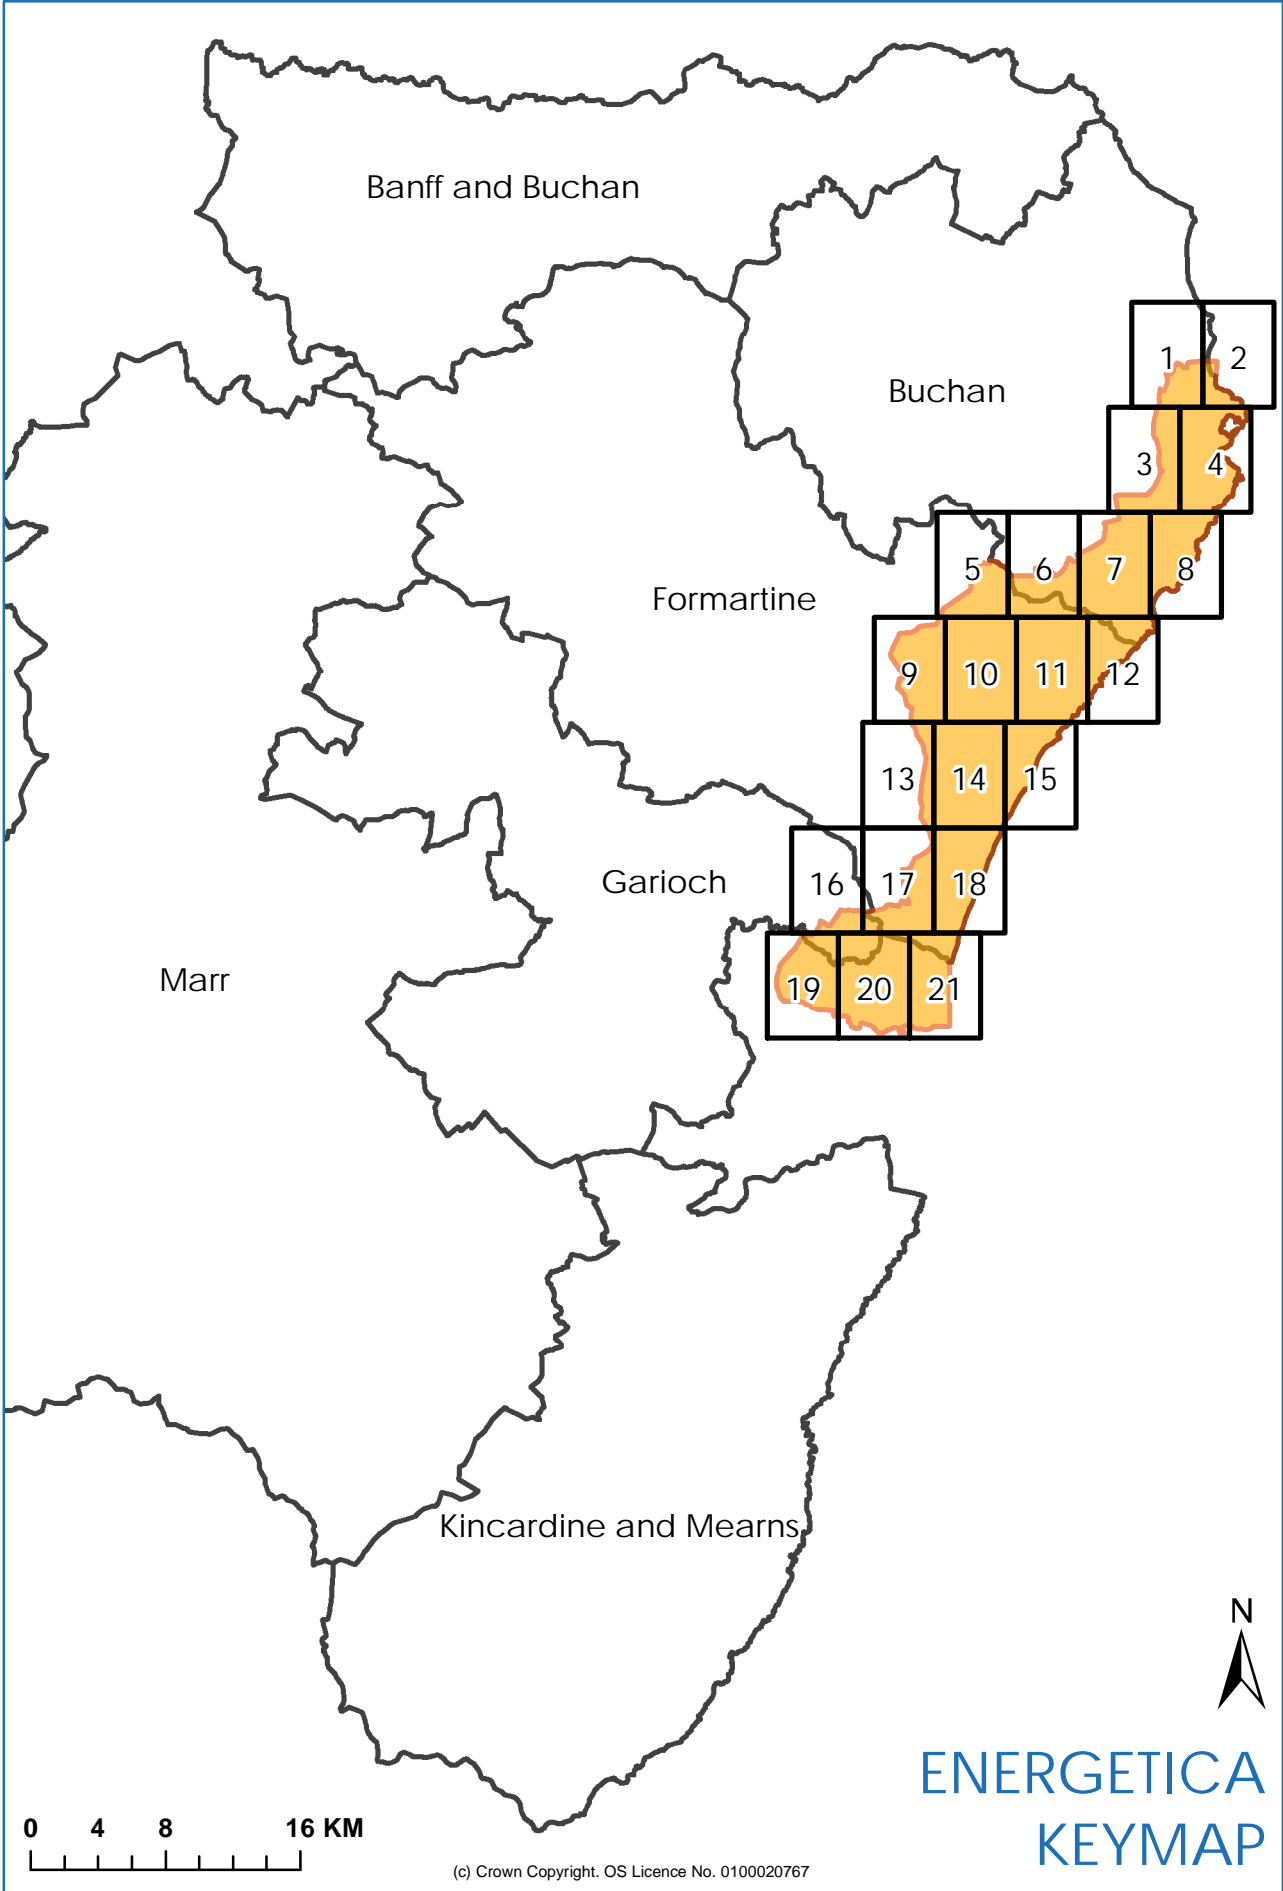 Banff and Buchan
1
2
Buchan
3
4
5
6
7
8
Formartine
9
10
11
12
13
14
15
Garioch
16
17
18
Marr
19
20
21
Kincardine and Mearns
N
ENERGETICA
KEYMAP
0 4 8 16 KM
(c) Crown Copyright. OS Licence No. 0100020767